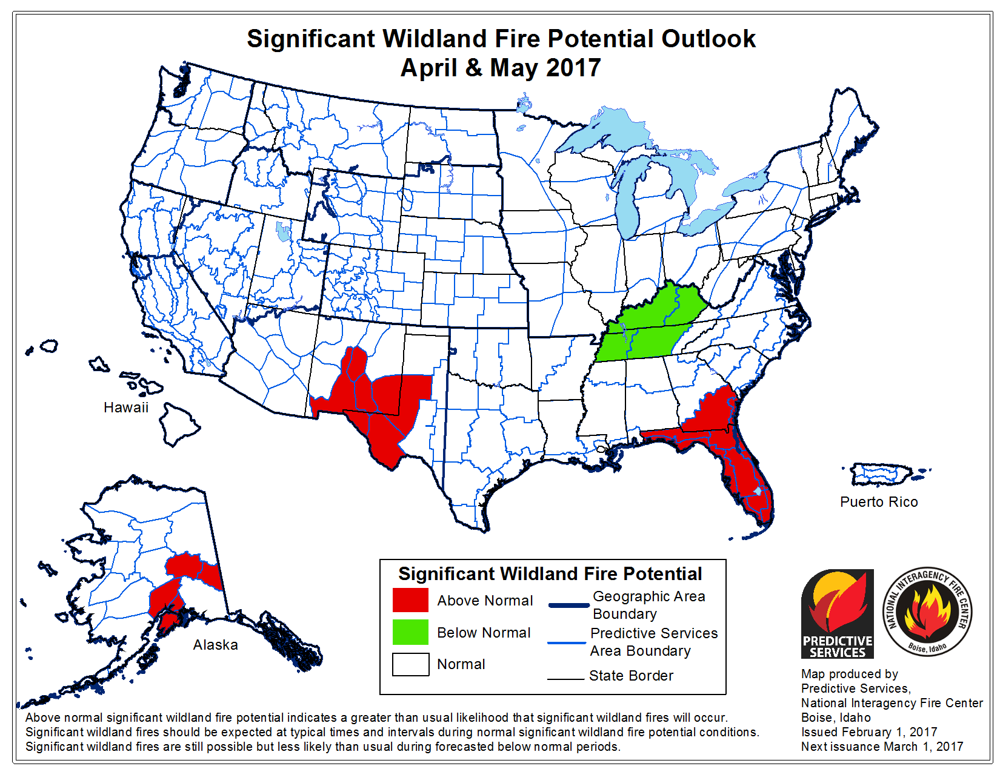 Significant Wildland Fire Potential Outlook
April & May 2017
Hawaii
Puerto Rico
Alaska
Significant Wildland Fire Potential
Above Normal
Below Normal
Normal
Geographic Area
Boundary
Predictive Services
Area Boundary
State Border
PREDICTIVE
SERVICES
NATIONAL INTERAGENCY FIRE CENTER
Boise, Idaho
Map produced by
Predictive Services,
National Interagency Fire Center
Boise, Idaho
Issued February 1, 2017
Next issuance March 1, 2017
Above normal significant wildland fire potential indicates a greater than usual likelihood that significant wildland fires will occur.
Significant wildland fires should be expected at typical times and intervals during normal significant wildland fire potential conditions.
Significant wildland fires are still possible but less likely than usual during forecasted below normal periods.